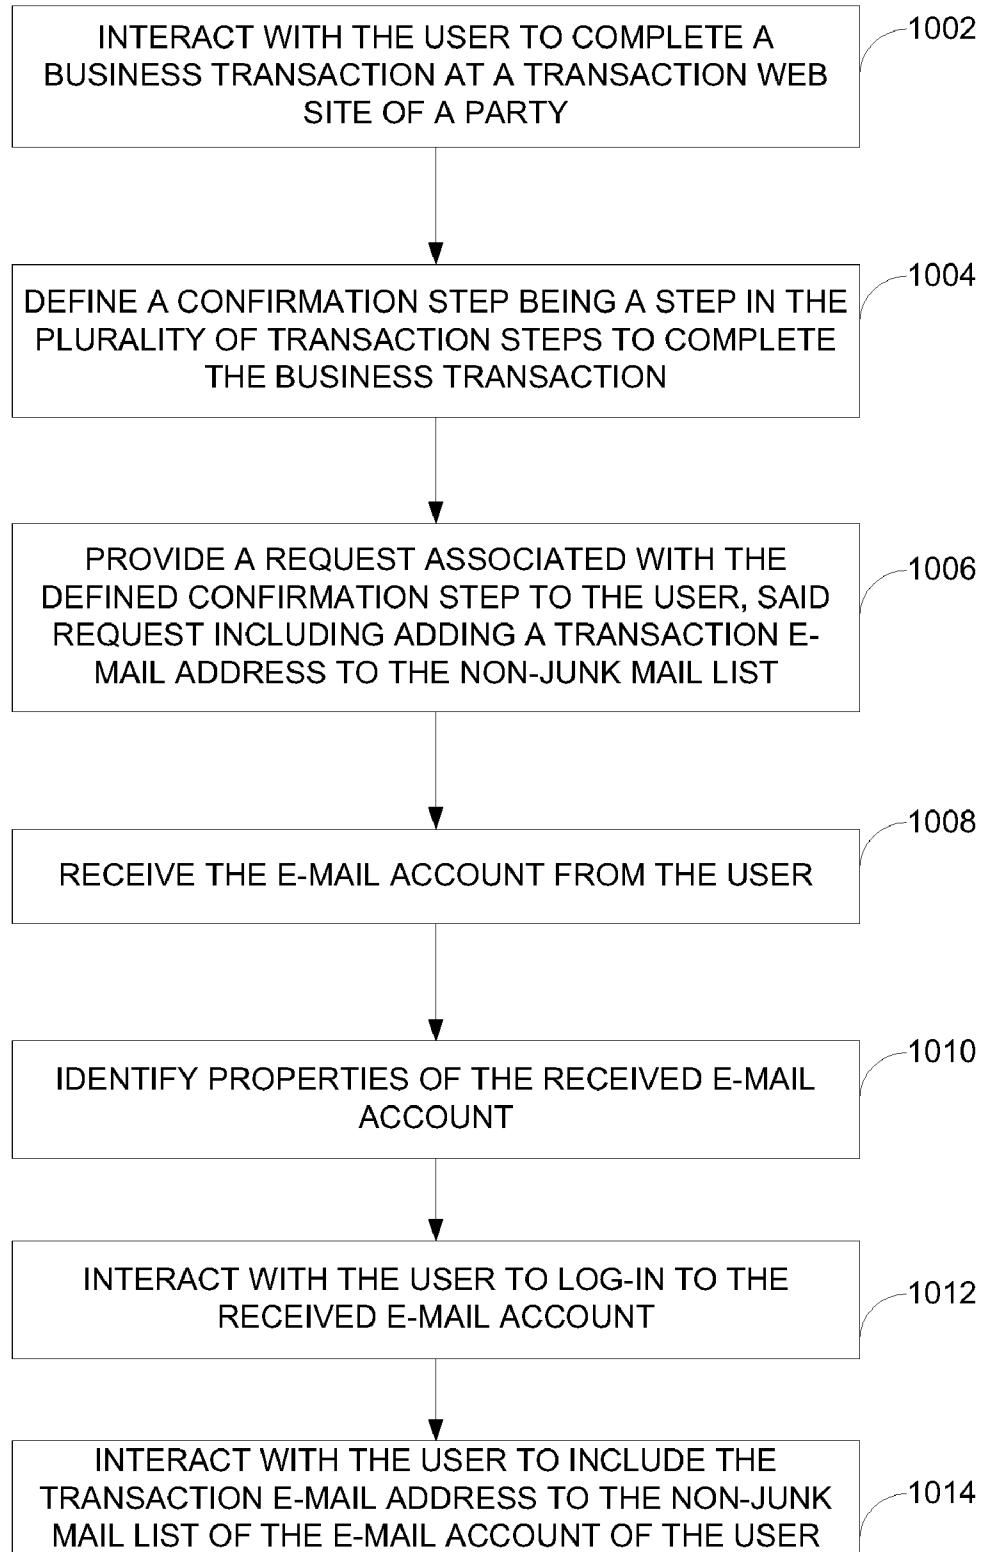 INTERACT WITH THE USER TO COMPLETE A
BUSINESS TRANSACTION AT A TRANSACTION WEB
SITE OF A PARTY
1002
DEFINE A CONFIRMATION STEP BEING A STEP IN THE
PLURALITY OF TRANSACTION STEPS TO COMPLETE
THE BUSINESS TRANSACTION
1004
PROVIDE A REQUEST ASSOCIATED WITH THE
DEFINED CONFIRMATION STEP TO THE USER, SAID
REQUEST INCLUDING ADDING A TRANSACTION E-
MAIL ADDRESS TO THE NON-JUNK MAIL LIST
1006
RECEIVE THE E-MAIL ACCOUNT FROM THE USER
1008
IDENTIFY PROPERTIES OF THE RECEIVED E-MAIL
ACCOUNT
1010
INTERACT WITH THE USER TO LOG-IN TO THE
RECEIVED E-MAIL ACCOUNT
1012
INTERACT WITH THE USER TO INCLUDE THE
TRANSACTION E-MAIL ADDRESS TO THE NON-JUNK
MAIL LIST OF THE E-MAIL ACCOUNT OF THE USER
1014